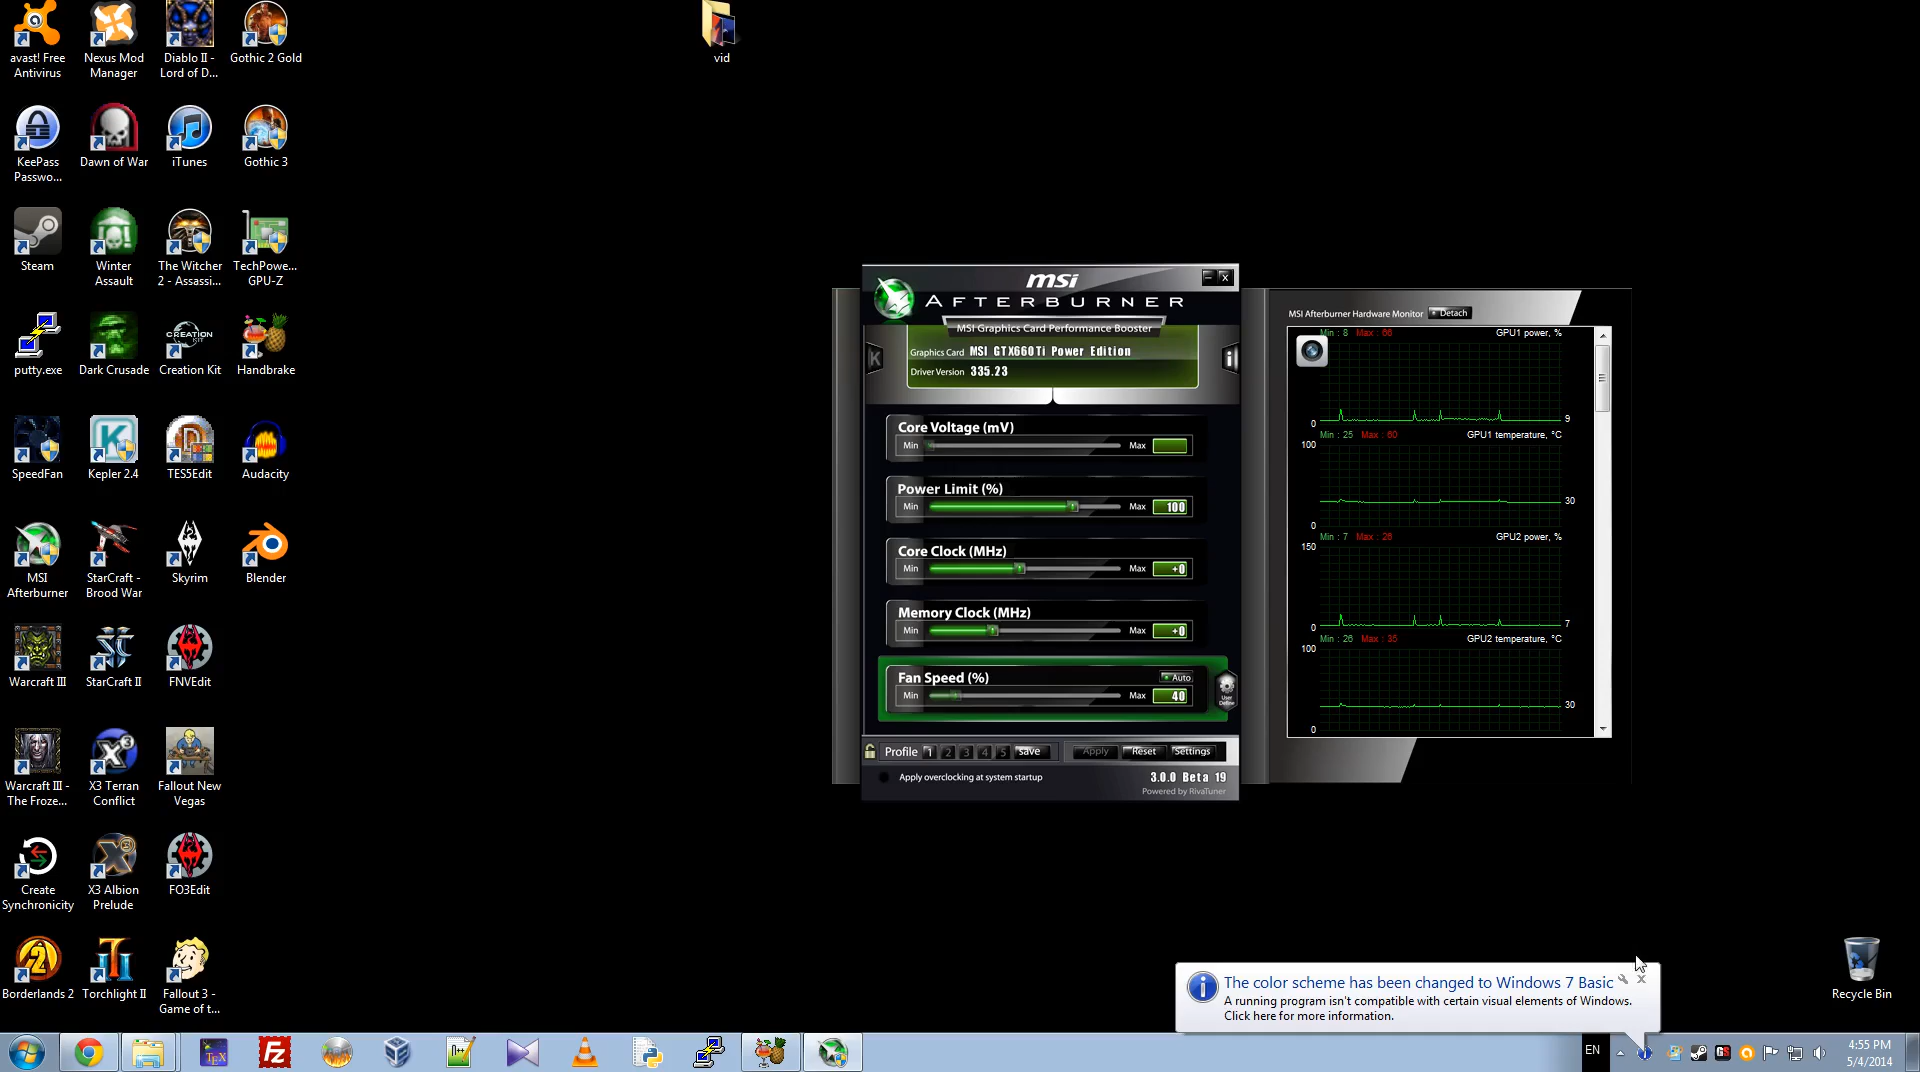 avast! Free
Antivirus
Nexus Mod
Manager
Diablo II -
Lord of D...
Gothic 2 Gold
vid
KeePass
Passwo...
Dawn of War
iTunes
Gothic 3
Steam
Winter
Assault
The Witcher
2 - Assassi...
TechPowe...
GPU-Z
putty.exe
Dark Crusade
CREATION
KIT
Creation Kit
Handbrake
SpeedFan
Kepler 2.4
TES5Edit
Audacity
MSI
Afterburner
StarCraft -
Brood War
Skyrim
Blender
Warcraft III
StarCraft II
FNVEdit
Warcraft III -
The Froze...
X3 Terran
Conflict
Fallout New
Vegas
Create
Synchronicity
X3 Albion
Prelude
FO3Edit
Borderlands 2
Torchlight II
Fallout 3 -
Game of t...
msi
AFTERBURNER
MSI Graphics Card Performance Booster
K
i
Graphics Card MSI GTX660Ti Power Edition
Driver Version 335.23
Core Voltage (mV)
Min Max
Power Limit (%)
Min Max 100
Core Clock (MHz)
Min Max +0
Memory Clock (MHz)
Min Max +0
Fan Speed (%) Auto
Min Max 40
User
Define
Profile 1 2 3 4 5 Save Apply Reset Settings
Apply overclocking at system startup 3.0.0 Beta 19
Powered by RivaTuner
MSI Afterburner Hardware Monitor Detach
Min : 8 Max : 66 GPU1 power, %
0 9
Min : 25 Max : 60 GPU1 temperature, °C
100
30
0
Min : 7 Max : 26 GPU2 power, %
150
0 7
Min : 26 Max : 35 GPU2 temperature, °C
100
30
0
The color scheme has been changed to Windows 7 Basic
A running program isn't compatible with certain visual elements of Windows.
Click here for more information.
Recycle Bin
EN
4:55 PM
5/4/2014